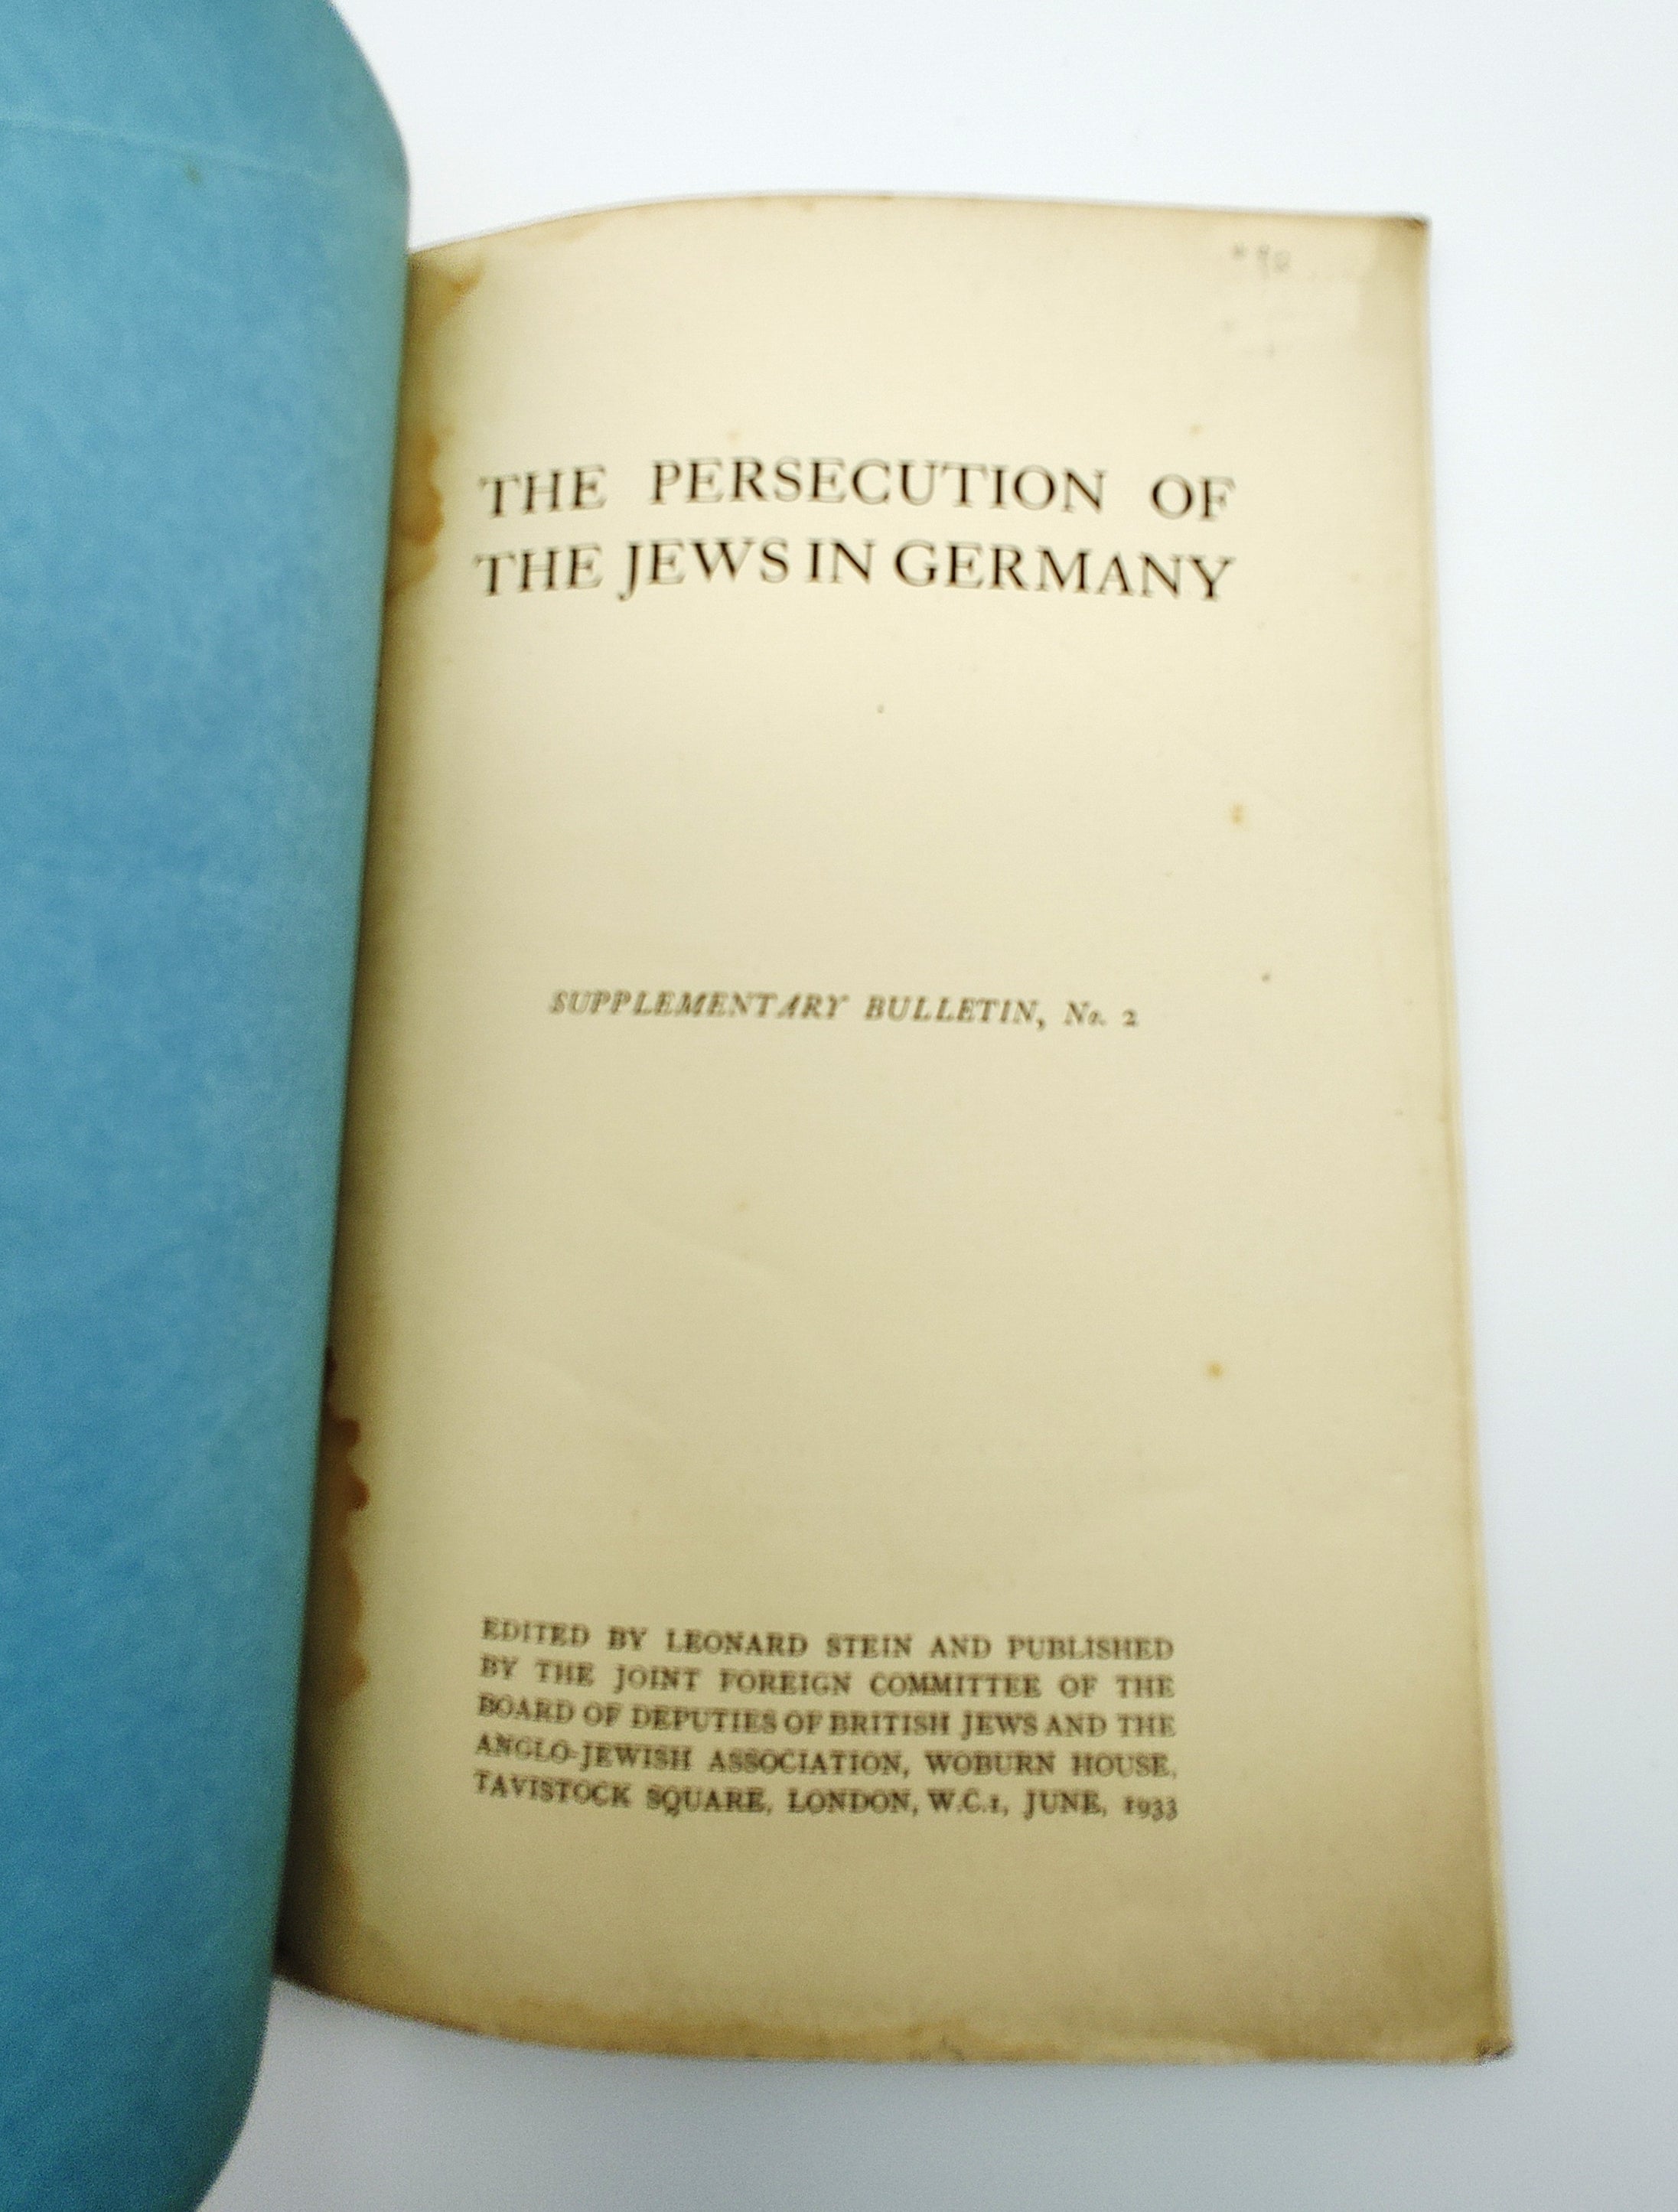 THE PERSECUTION OF
THE JEWS IN GERMANY
SUPPLEMENTARY BULLETIN, No. 2
EDITED BY LEONARD STEIN AND PUBLISHED
BY THE JOINT FOREIGN COMMITTEE OF THE
BOARD OF DEPUTIES OF BRITISH JEWS AND THE
ANGLO-JEWISH ASSOCIATION, WOBURN HOUSE,
TAVISTOCK SQUARE, LONDON, W.C.1, JUNE, 1933